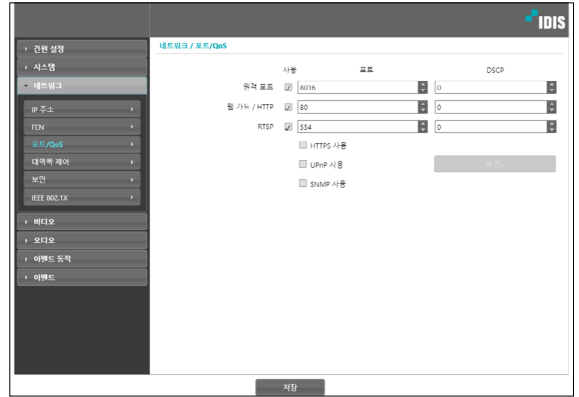 IDIS
간편 설정
시스템
네트워크
IP 주소
FEN
포트/QoS
대역폭 제어
보안
IEEE 802.1X
비디오
오디오
이벤트 동작
이벤트
네트워크 / 포트/QoS
사용 포트 DSCP
원격 포트 8016 0
웹 가드 / HTTP 80 0
RTSP 554 0
HTTPS 사용
UPnP 사용 확인..
SNMP 사용
저장